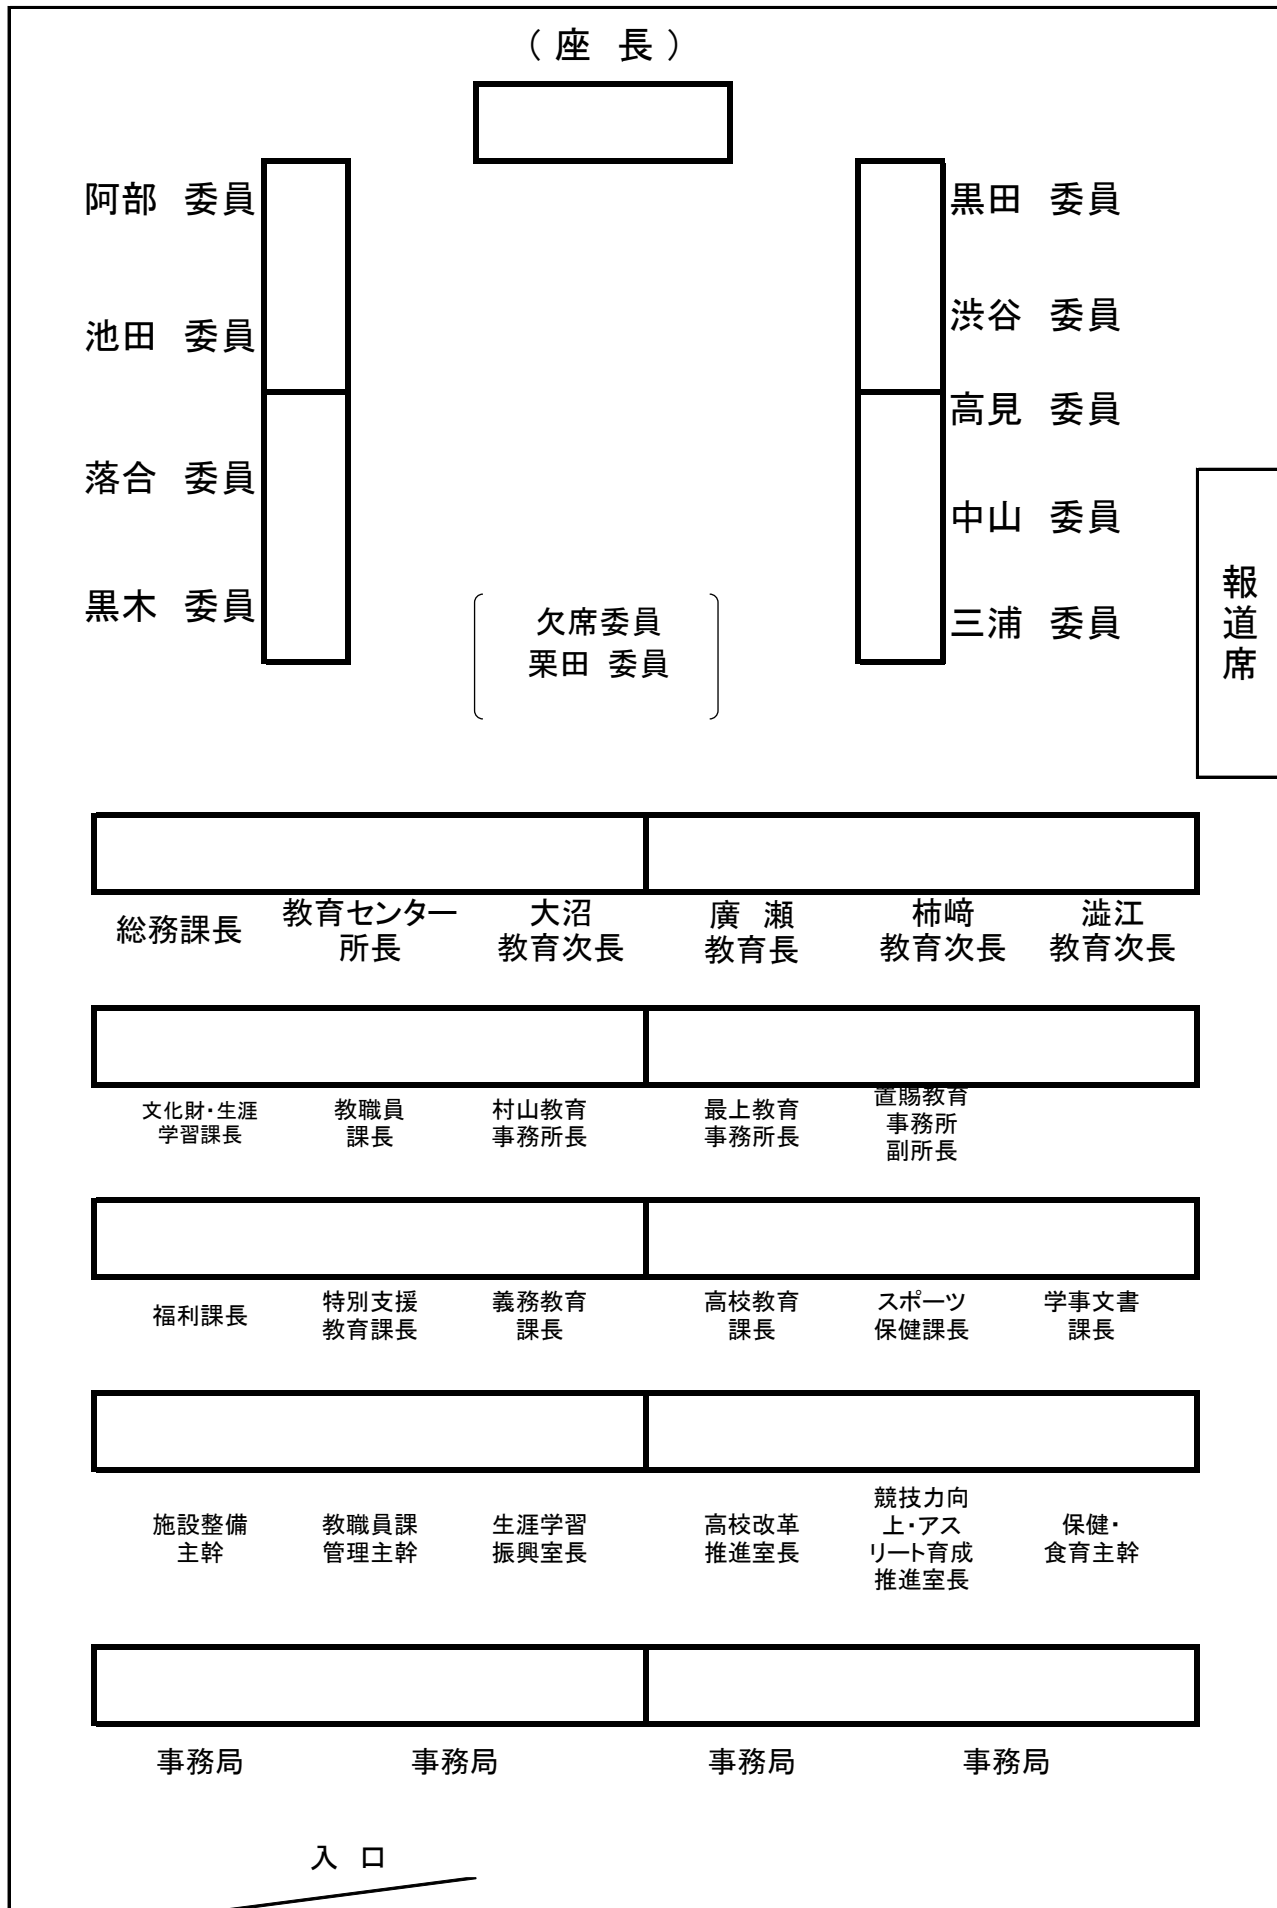 （ 座　長 ）
阿部　委員
黒田　委員
渋谷　委員
池田　委員
高見　委員
落合　委員
中山　委員
黒木　委員
三浦　委員
欠席委員
栗田　委員
報
道
席
総務課長
教育センター
所長
大沼
教育次長
廣　瀬
教育長
柿﨑
教育次長
澁江
教育次長
文化財・生涯
学習課長
教職員
課長
村山教育
事務所長
最上教育
事務所長
置賜教育
事務所
副所長
福利課長
特別支援
教育課長
義務教育
課長
高校教育
課長
スポーツ
保健課長
学事文書
課長
施設整備
主幹
教職員課
管理主幹
生涯学習
振興室長
高校改革
推進室長
競技力向
上・アス
リート育成
推進室長
保健・
食育主幹
事務局
事務局
事務局
事務局
入　口